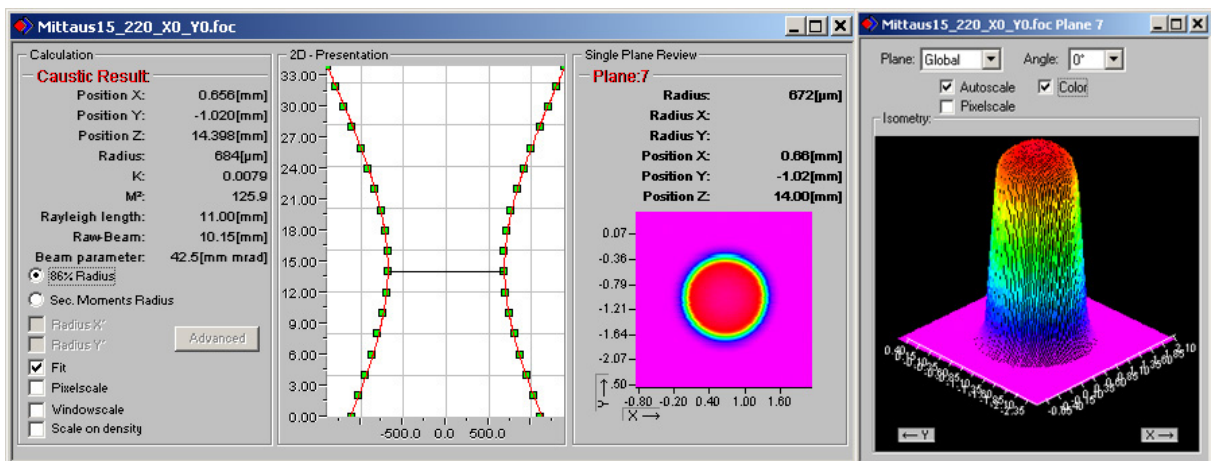 Mittaus15_220_X0_Y0.foc
Calculation
Caustic Result:
Position X: 0.656[mm]
Position Y: -1.020[mm]
Position Z: 14.398[mm]
Radius: 684[µm]
K: 0.0079
M²: 125.9
Rayleigh length: 11.00[mm]
Raw-Beam: 10.15[mm]
Beam parameter: 42.5[mm mrad]
86% Radius
Sec. Moments Radius
Radius X'
Radius Y'
Advanced
Fit
Pixelscale
Windowscale
Scale on density
2D - Presentation
33.00
30.00
27.00
24.00
21.00
18.00
15.00
12.00
9.00
6.00
3.00
0.00
-500.0 0.0 500.0
Single Plane Review
Plane:7
Radius: 672[µm]
Radius X:
Radius Y:
Position X: 0.66[mm]
Position Y: -1.02[mm]
Position Z: 14.00[mm]
0.07
-0.36
-0.79
-1.21
-1.64
-2.07
.50
-0.80 -0.20 0.40 1.00 1.60
Y →
X →
Mittaus15_220_X0_Y0.foc Plane 7
Plane: Global Angle: 0°
Autoscale Color
Pixelscale
Isometry:
← Y
X →